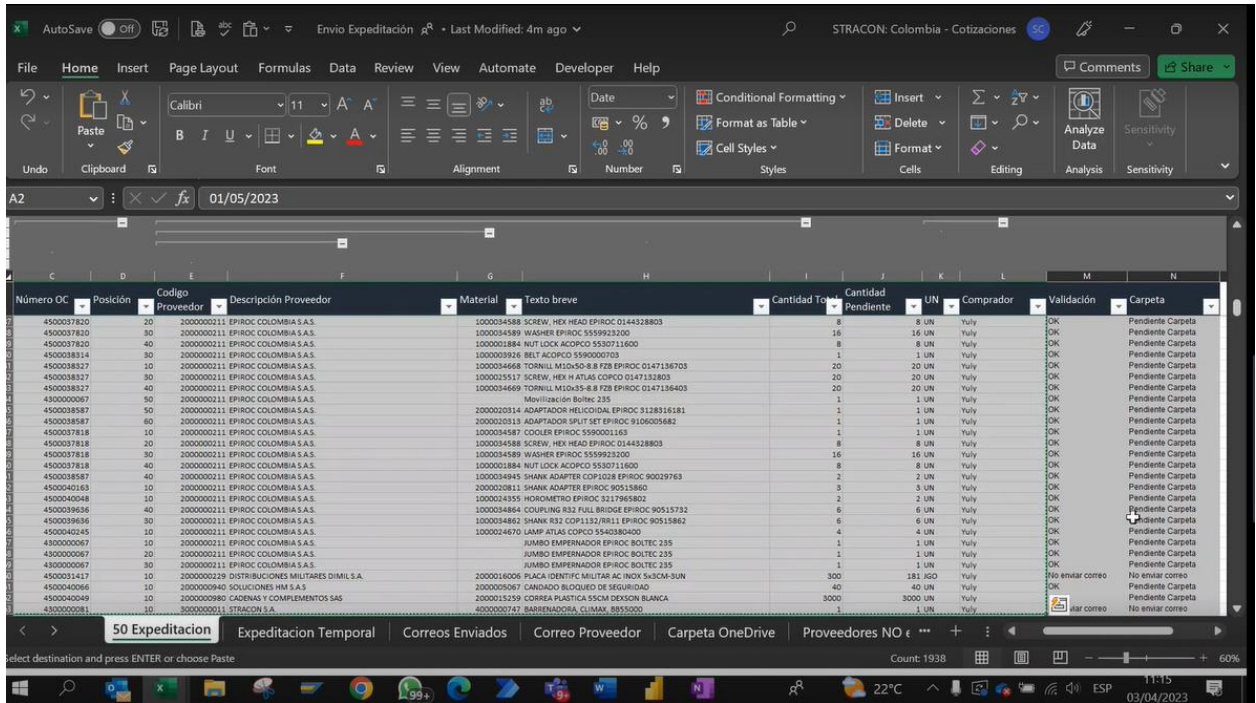 AutoSave Off Envio Expeditación • Last Modified: 4m ago STRACON: Colombia - Cotizaciones SC
File Home Insert Page Layout Formulas Data Review View Automate Developer Help Comments Share
Calibri 11 Date Conditional Formatting Insert
Paste Format as Table Delete Analyze Data Sensitivity
Cell Styles Format
Undo Clipboard Font Alignment Number Styles Cells Editing Analysis Sensitivity
A2 fx 01/05/2023
C D E F G H I J K L M N
Número OC Posición Codigo Proveedor Descripción Proveedor Material Texto breve Cantidad Cantidad Pendiente UN Comprador Validación Carpeta
4500037820 20 2000000211 EPIROC COLOMBIA S.A.S. 1000034588 SCREW, HEX HEAD EPIROC 0144328803 8 8 UN Yuly OK Pendiente Carpeta
4500037820 30 2000000211 EPIROC COLOMBIA S.A.S. 1000034589 WASHER EPIROC 5559923200 16 16 UN Yuly OK Pendiente Carpeta
4500037820 40 2000000211 EPIROC COLOMBIA S.A.S. 1000001884 NUT LOCK ACOPCO 5530711600 8 8 UN Yuly OK Pendiente Carpeta
4500038314 30 2000000211 EPIROC COLOMBIA S.A.S. 1000003926 BELT ACOPCO 5590000703 1 1 UN Yuly OK Pendiente Carpeta
4500038327 10 2000000211 EPIROC COLOMBIA S.A.S. 1000034668 TORNILL M10x50-8.8 FZB EPIROC 0147136703 20 20 UN Yuly OK Pendiente Carpeta
4500038327 30 2000000211 EPIROC COLOMBIA S.A.S. 1000025517 SCREW, HEX H ATLAS COPCO 0147132803 20 20 UN Yuly OK Pendiente Carpeta
4500038327 40 2000000211 EPIROC COLOMBIA S.A.S. 1000034669 TORNILL M10x35-8.8 FZB EPIROC 0147136403 20 20 UN Yuly OK Pendiente Carpeta
4300000067 50 2000000211 EPIROC COLOMBIA S.A.S. Movilización Boltec 235 1 1 UN Yuly OK Pendiente Carpeta
4500038587 50 2000000211 EPIROC COLOMBIA S.A.S. 2000020314 ADAPTADOR HELICOIDAL EPIROC 3128316181 1 1 UN Yuly OK Pendiente Carpeta
4500038587 60 2000000211 EPIROC COLOMBIA S.A.S. 2000020313 ADAPTADOR SPLIT SET EPIROC 9106005682 1 1 UN Yuly OK Pendiente Carpeta
4500037818 10 2000000211 EPIROC COLOMBIA S.A.S. 1000034587 COOLER EPIROC 5590001163 1 1 UN Yuly OK Pendiente Carpeta
4500037818 20 2000000211 EPIROC COLOMBIA S.A.S. 1000034588 SCREW, HEX HEAD EPIROC 0144328803 8 8 UN Yuly OK Pendiente Carpeta
4500037818 30 2000000211 EPIROC COLOMBIA S.A.S. 1000034589 WASHER EPIROC 5559923200 16 16 UN Yuly OK Pendiente Carpeta
4500037818 40 2000000211 EPIROC COLOMBIA S.A.S. 1000001884 NUT LOCK ACOPCO 5530711600 8 8 UN Yuly OK Pendiente Carpeta
4500038587 40 2000000211 EPIROC COLOMBIA S.A.S. 1000034945 SHANK ADAPTER COP1028 EPIROC 90029763 2 2 UN Yuly OK Pendiente Carpeta
4500040163 10 2000000211 EPIROC COLOMBIA S.A.S. 2000020811 SHANK ADAPTER EPIROC 90515860 3 3 UN Yuly OK Pendiente Carpeta
4500040048 10 2000000211 EPIROC COLOMBIA S.A.S. 1000024355 HOROMETRO EPIROC 3217965802 2 2 UN Yuly OK Pendiente Carpeta
4500039636 40 2000000211 EPIROC COLOMBIA S.A.S. 1000034864 COUPLING R32 FULL BRIDGE EPIROC 90515732 6 6 UN Yuly OK Pendiente Carpeta
4500039636 30 2000000211 EPIROC COLOMBIA S.A.S. 1000034862 SHANK R32 COP1132/RR11 EPIROC 90515862 6 6 UN Yuly OK Pendiente Carpeta
4500040245 10 2000000211 EPIROC COLOMBIA S.A.S. 1000024670 LAMP ATLAS COPCO 5540380400 4 4 UN Yuly OK Pendiente Carpeta
4300000067 10 2000000211 EPIROC COLOMBIA S.A.S. JUMBO EMPERNADOR EPIROC BOLTEC 235 1 1 UN Yuly OK Pendiente Carpeta
4300000067 20 2000000211 EPIROC COLOMBIA S.A.S. JUMBO EMPERNADOR EPIROC BOLTEC 235 1 1 UN Yuly OK Pendiente Carpeta
4300000067 30 2000000211 EPIROC COLOMBIA S.A.S. JUMBO EMPERNADOR EPIROC BOLTEC 235 1 1 UN Yuly OK Pendiente Carpeta
4500031417 10 2000000229 DISTRIBUCIONES MILITARES DIMIL S.A. 2000016006 PLACA IDENTIFC MILITAR AC INOX 5x3CM-3UN 300 181 JGO Yuly No enviar correo No enviar correo
4500040066 10 2000000940 SOLUCIONES HM S.A.S 2000005067 CANDADO BLOQUEO DE SEGURIDAD 40 40 UN Yuly OK Pendiente Carpeta
4500040049 10 2000000980 CADENAS Y COMPLEMENTOS SAS 2000015259 CORREA PLASTICA 55CM DEXSON BLANCA 3000 3000 UN Yuly Pendiente Carpeta
4300000081 10 3000000011 STRACON S.A. 4000000747 BARRENADORA, CLIMAX, BB5000 1 1 UN Yuly correo No enviar correo
50 Expeditacion Expeditacion Temporal Correos Enviados Correo Proveedor Carpeta OneDrive Proveedores NO
Select destination and press ENTER or choose Paste Count: 1938 60%
99+ 9+ 22°C ESP 11:15
03/04/2023